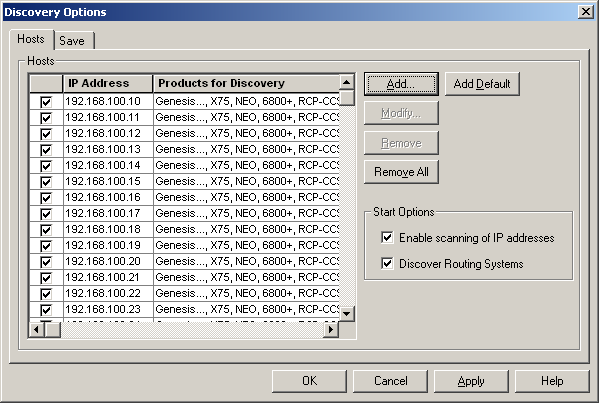 Discovery Options
Hosts Save
Hosts
IP Address Products for Discovery
192.168.100.10 Genesis..., X75, NEO, 6800+, RCP-CCS
192.168.100.11 Genesis..., X75, NEO, 6800+, RCP-CCS
192.168.100.12 Genesis..., X75, NEO, 6800+, RCP-CCS
192.168.100.13 Genesis..., X75, NEO, 6800+, RCP-CCS
192.168.100.14 Genesis..., X75, NEO, 6800+, RCP-CCS
192.168.100.15 Genesis..., X75, NEO, 6800+, RCP-CCS
192.168.100.16 Genesis..., X75, NEO, 6800+, RCP-CCS
192.168.100.17 Genesis..., X75, NEO, 6800+, RCP-CCS
192.168.100.18 Genesis..., X75, NEO, 6800+, RCP-CCS
192.168.100.19 Genesis..., X75, NEO, 6800+, RCP-CCS
192.168.100.20 Genesis..., X75, NEO, 6800+, RCP-CCS
192.168.100.21 Genesis..., X75, NEO, 6800+, RCP-CCS
192.168.100.22 Genesis..., X75, NEO, 6800+, RCP-CCS
192.168.100.23 Genesis..., X75, NEO, 6800+, RCP-CCS
Add... Add Default
Modify...
Remove
Remove All
Start Options
Enable scanning of IP addresses
Discover Routing Systems
OK Cancel Apply Help